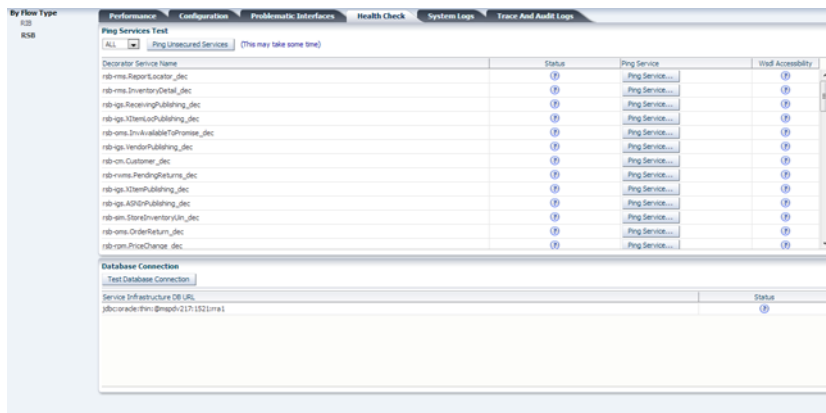 By Flow Type
RIB
RSB
Performance Configuration Problematic Interfaces Health Check System Logs Trace And Audit Logs
Ping Services Test
ALL Ping Unsecured Services (This may take some time)
Decorator Serivce Name Status Ping Service Wsdl Accessibility
rsb-rms.ReportLocator_dec Ping Service...
rsb-rms.InventoryDetail_dec Ping Service...
rsb-igs.ReceivingPublishing_dec Ping Service...
rsb-igs.XItemLocPublishing_dec Ping Service...
rsb-oms.InvAvailableToPromise_dec Ping Service...
rsb-igs.VendorPublishing_dec Ping Service...
rsb-cm.Customer_dec Ping Service...
rsb-rwms.PendingReturns_dec Ping Service...
rsb-igs.XItemPublishing_dec Ping Service...
rsb-igs.ASNInPublishing_dec Ping Service...
rsb-sim.StoreInventoryUin_dec Ping Service...
rsb-oms.OrderReturn_dec Ping Service...
rsb-rpm.PriceChange_dec Ping Service...
Database Connection
Test Database Connection
Service Infrastructure DB URL Status
jdbc:oracle:thin:@mspdv217:1521:rra1